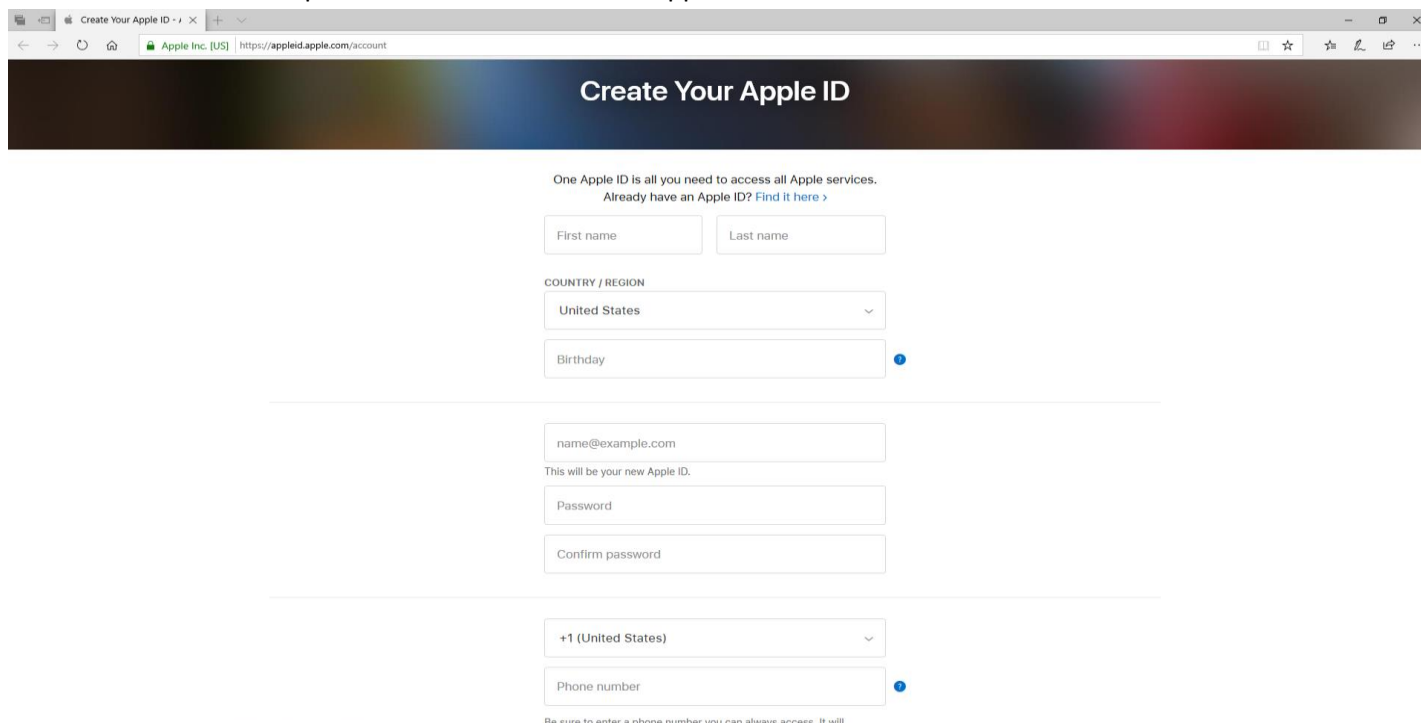 Create Your Apple ID - A
Apple Inc. [US] https://appleid.apple.com/account
Create Your Apple ID
One Apple ID is all you need to access all Apple services.
Already have an Apple ID? Find it here >
First name Last name
COUNTRY / REGION
United States
Birthday
name@example.com
This will be your new Apple ID.
Password
Confirm password
+1 (United States)
Phone number
Be sure to enter a phone number you can always access. It will